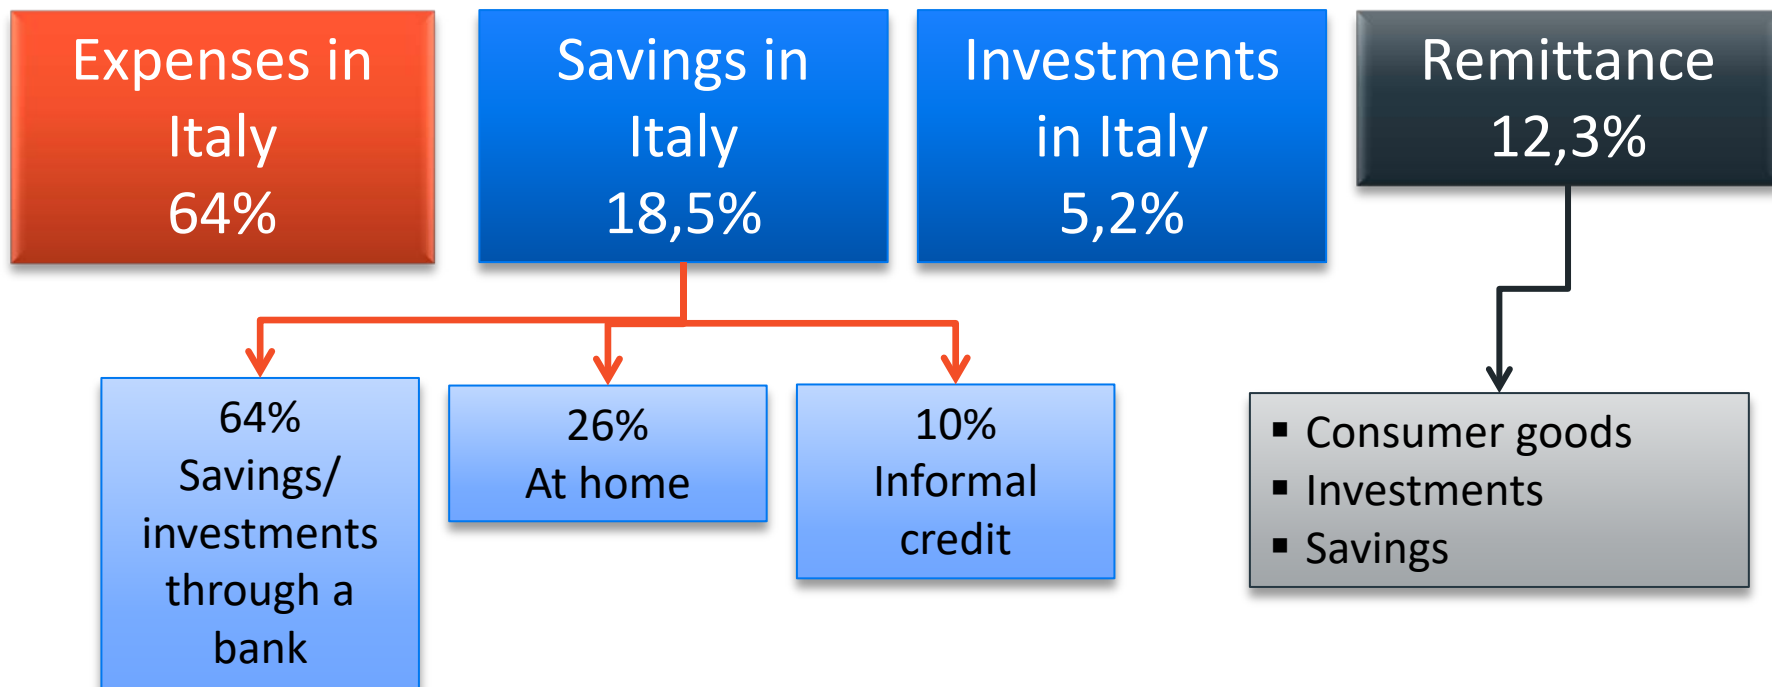 Expenses in
Italy
64%
Savings in
Italy
18,5%
Investments
in Italy
5,2%
Remittance
12,3%
64%
Savings/
investments
through a
bank
26%
At home
10%
Informal
credit
▪ Consumer goods
▪ Investments
▪ Savings